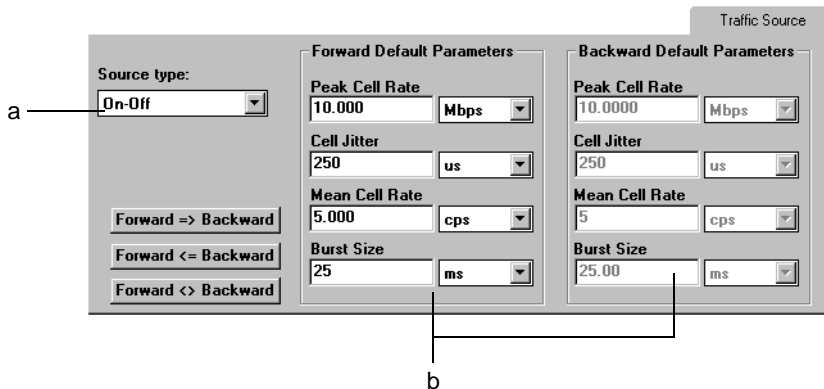 Traffic Source
Source type:
a
On-Off
Forward => Backward
Forward <= Backward
Forward <> Backward
Forward Default Parameters
Peak Cell Rate
10.000 Mbps
Cell Jitter
250 us
Mean Cell Rate
5.000 cps
Burst Size
25 ms
Backward Default Parameters
Peak Cell Rate
10.0000 Mbps
Cell Jitter
250 us
Mean Cell Rate
5 cps
Burst Size
25.00 ms
b